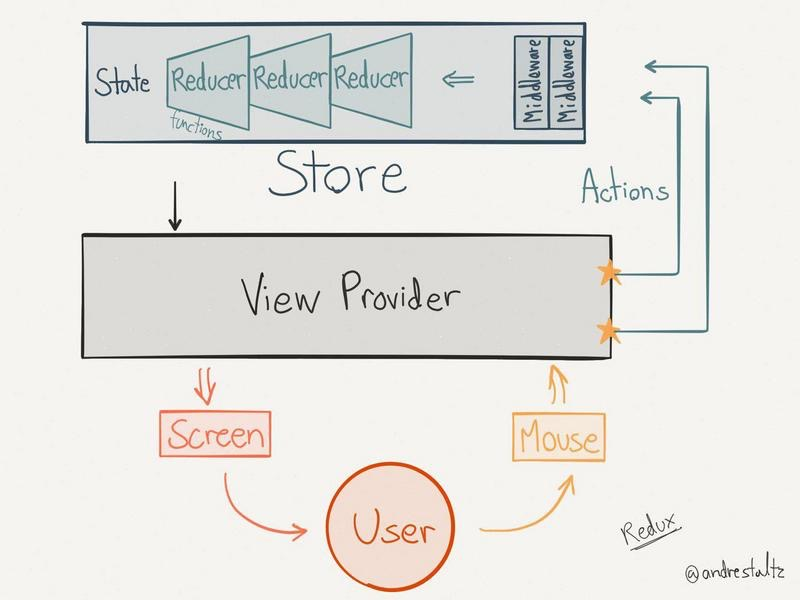 State
Reducer
Reducer
Reducer
functions
Middleware
Middleware
Store
Actions
View Provider
Screen
Mouse
User
Redux
@andrestaltz